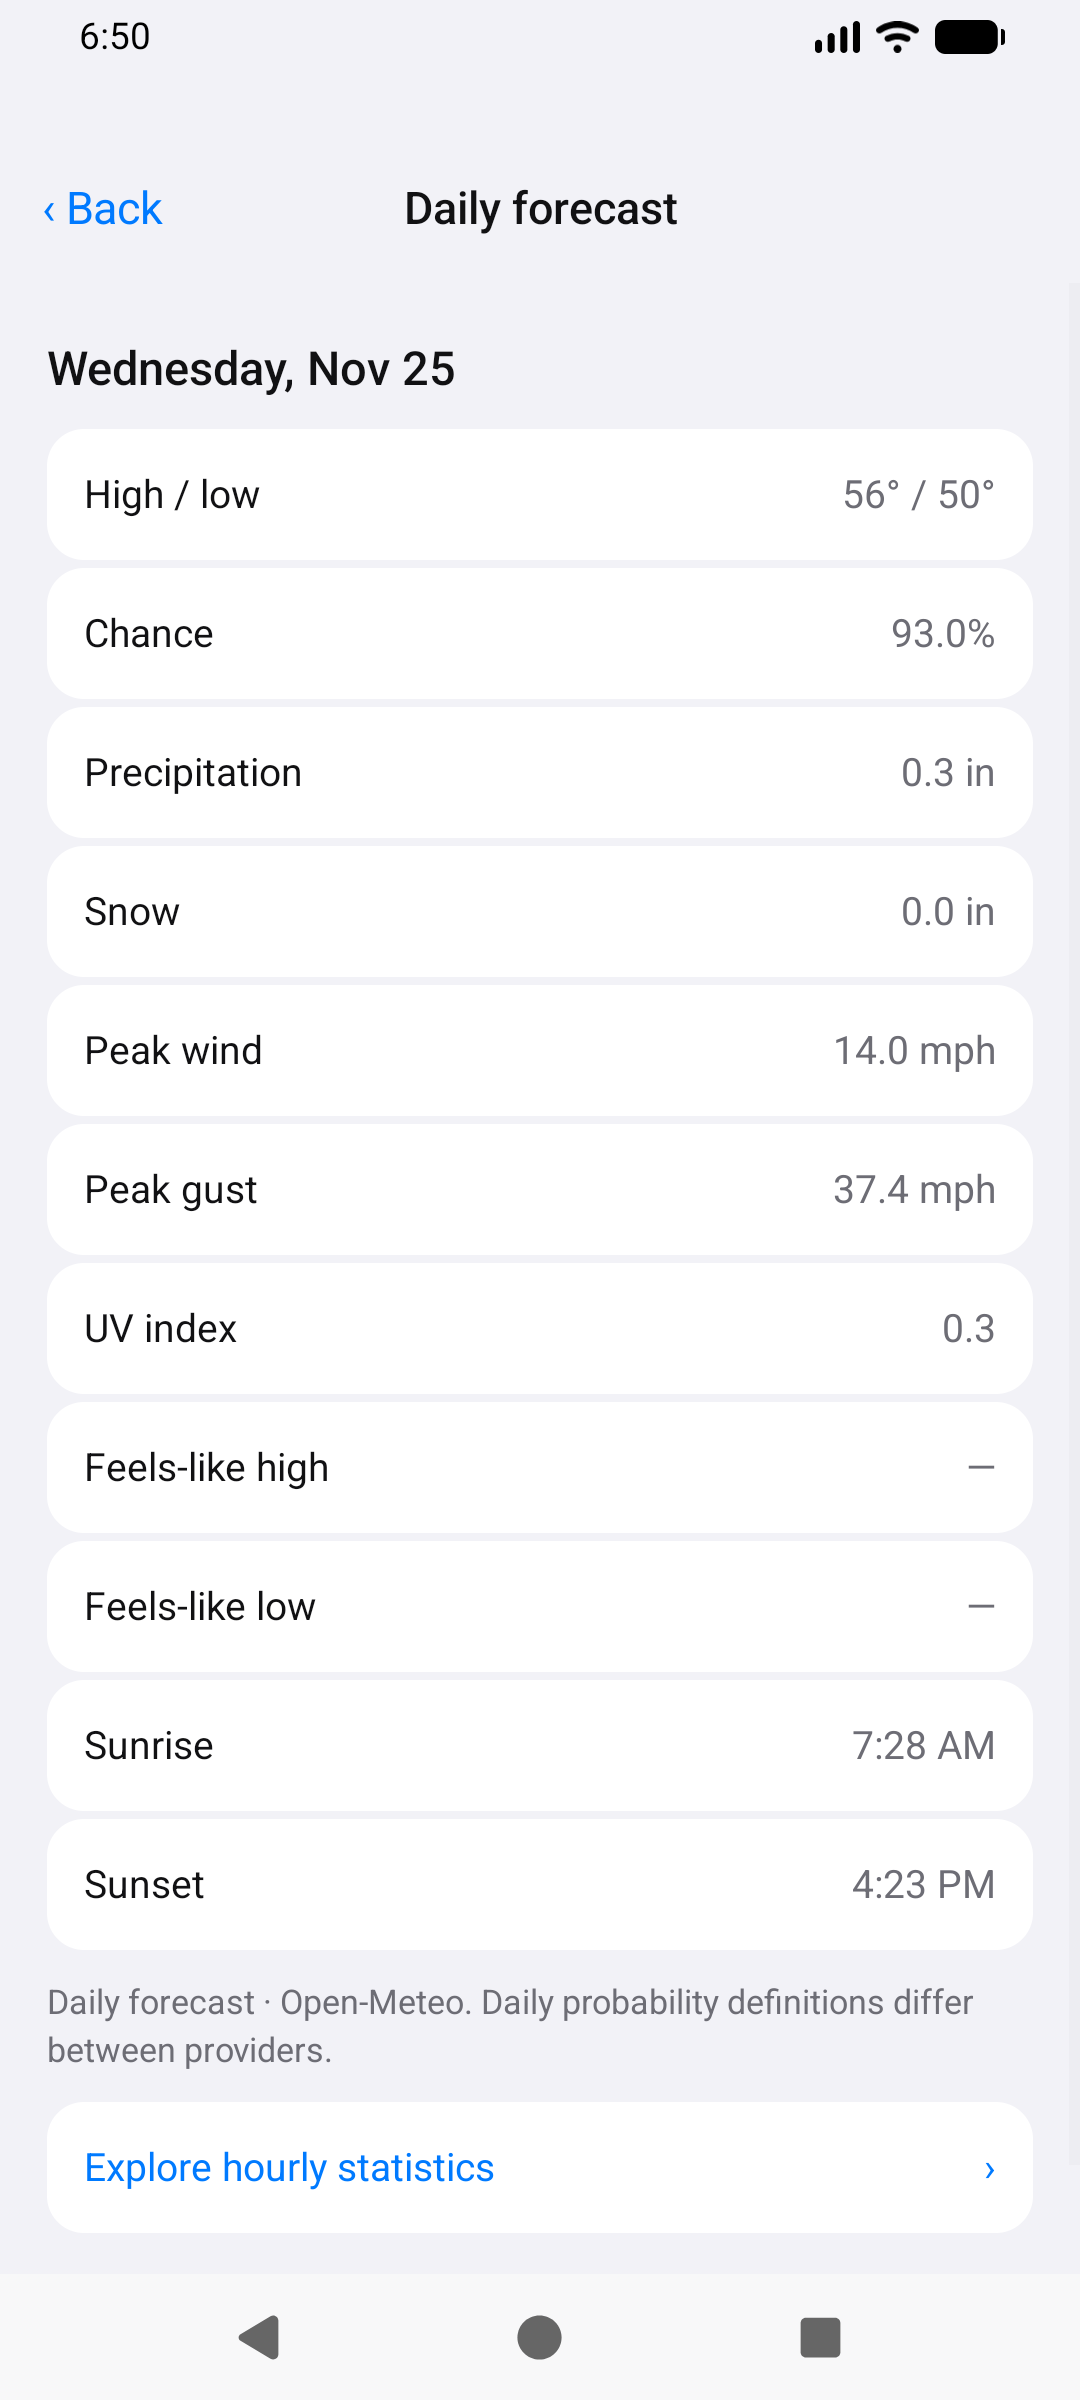 6:50
‹ Back
Daily forecast
Wednesday, Nov 25
High / low 56° / 50°
Chance 93.0%
Precipitation 0.3 in
Snow 0.0 in
Peak wind 14.0 mph
Peak gust 37.4 mph
UV index 0.3
Feels-like high —
Feels-like low —
Sunrise 7:28 AM
Sunset 4:23 PM
Daily forecast · Open-Meteo. Daily probability definitions differ
between providers.
Explore hourly statistics ›